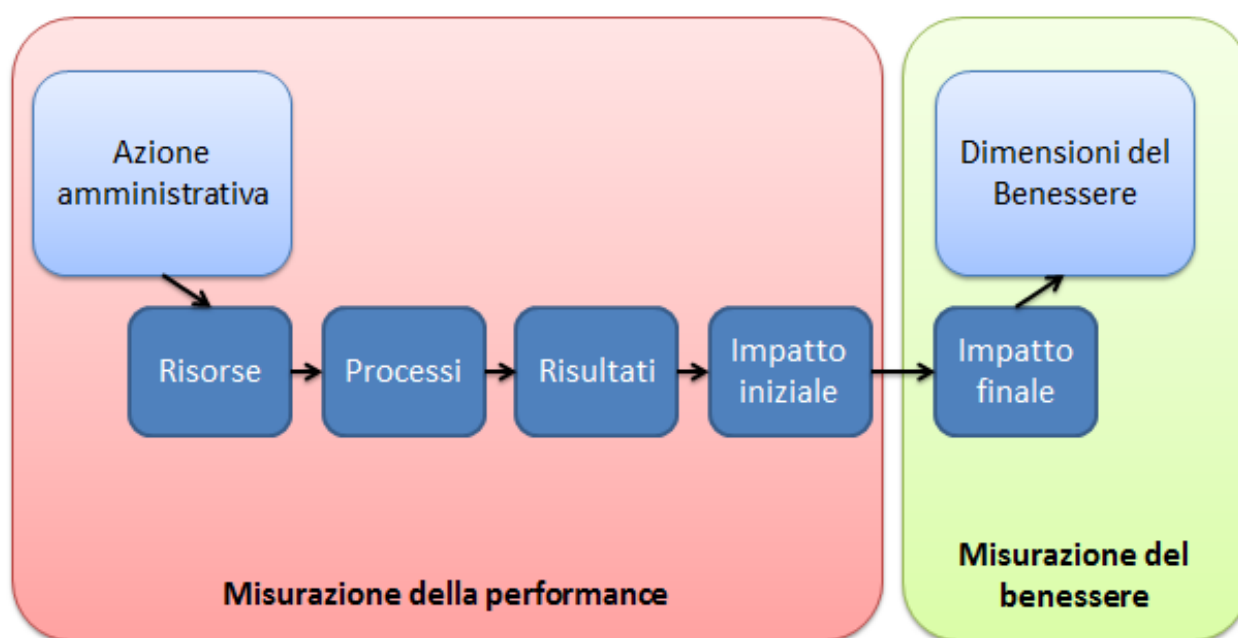 Azione
amministrativa
Dimensioni del
Benessere
Risorse
Processi
Risultati
Impatto
iniziale
Impatto
finale
Misurazione della performance
Misurazione del
benessere